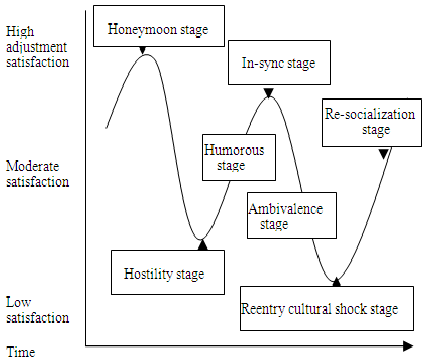 High
adjustment
satisfaction
Honeymoon stage
In-sync stage
Re-socialization
stage
Humorous
stage
Moderate
satisfaction
Ambivalence
stage
Hostility stage
Low
satisfaction
Reentry cultural shock stage
Time